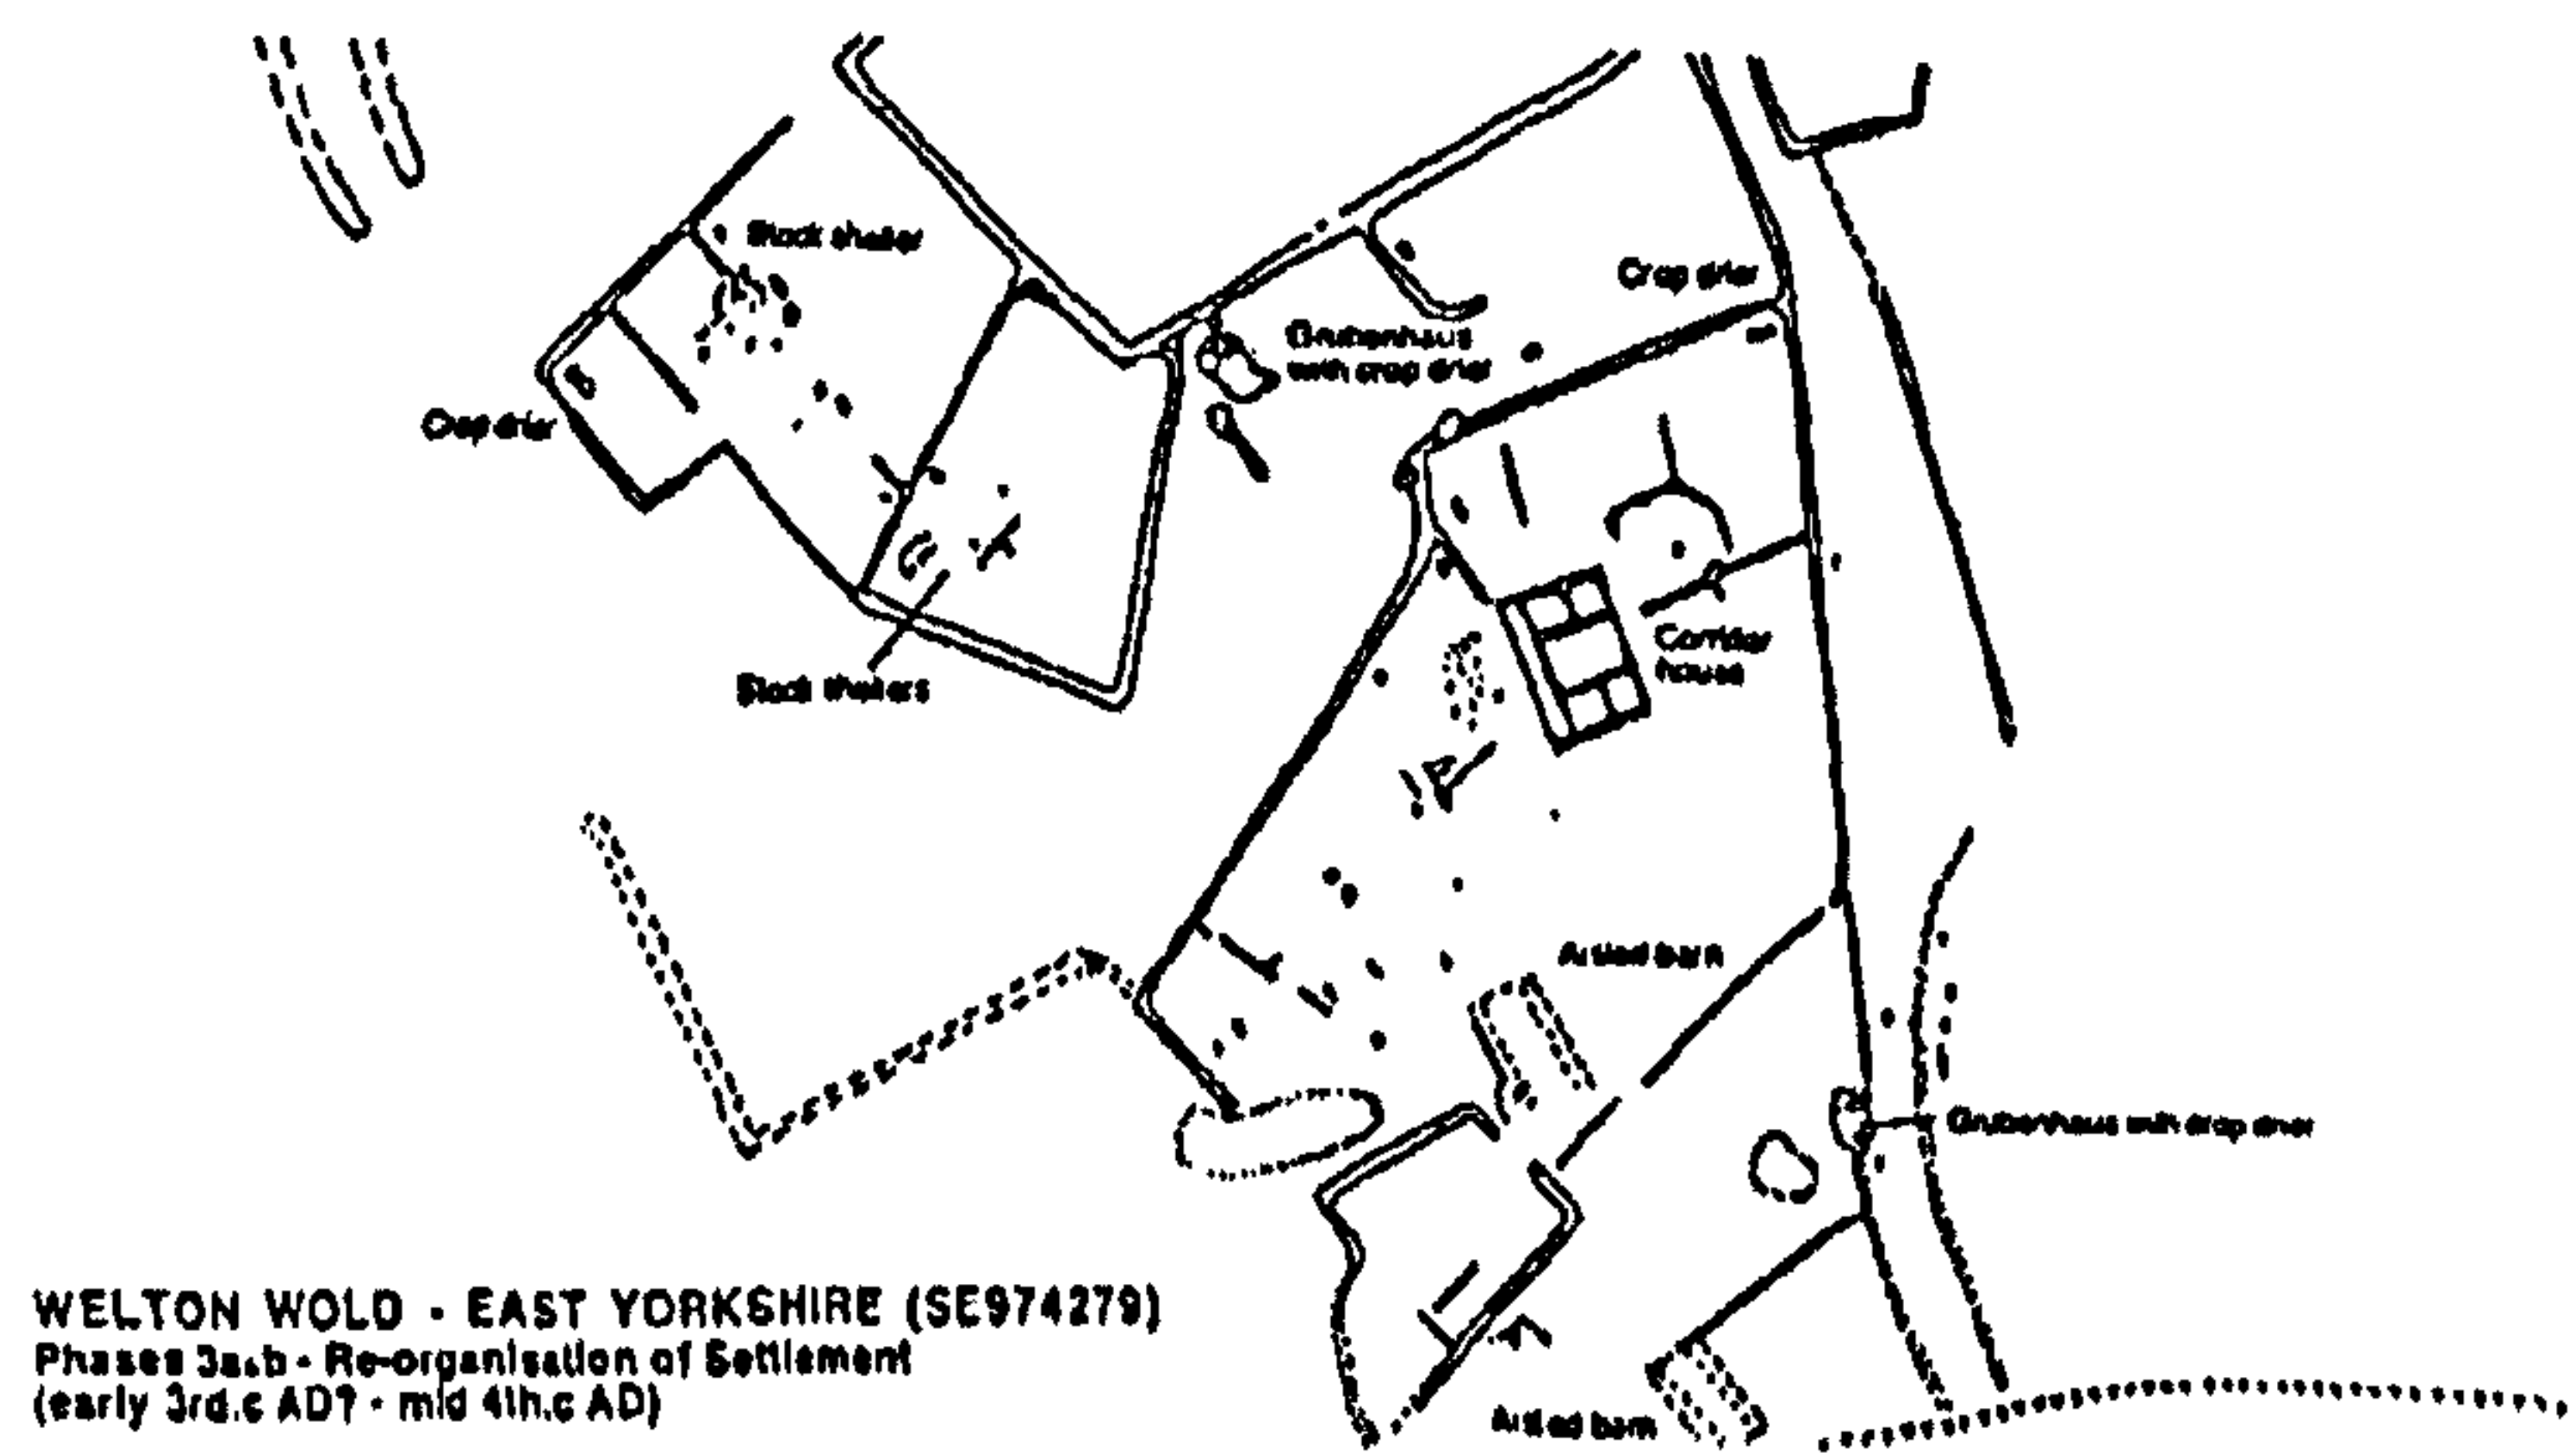 Stock shelter
Crop drier
Grubenhaus
with crop drier
Crop drier
Stock shelters
Corridor
house
Aisled barn
Grubenhaus with crop drier
Aisled barn
WELTON WOLD - EAST YORKSHIRE (SE974279)
Phases 3a&b - Re-organisation of Settlement
(early 3rd.c AD? - mid 4th.c AD)